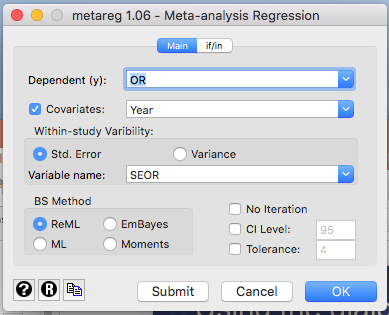 metareg 1.06 - Meta-analysis Regression
Main if/in
Dependent (y): OR
Covariates: Year
Within-study Varibility:
Std. Error Variance
Variable name: SEOR
BS Method
ReML EmBayes
ML Moments
No Iteration
CI Level: 95
Tolerance: 4
? R Submit Cancel OK